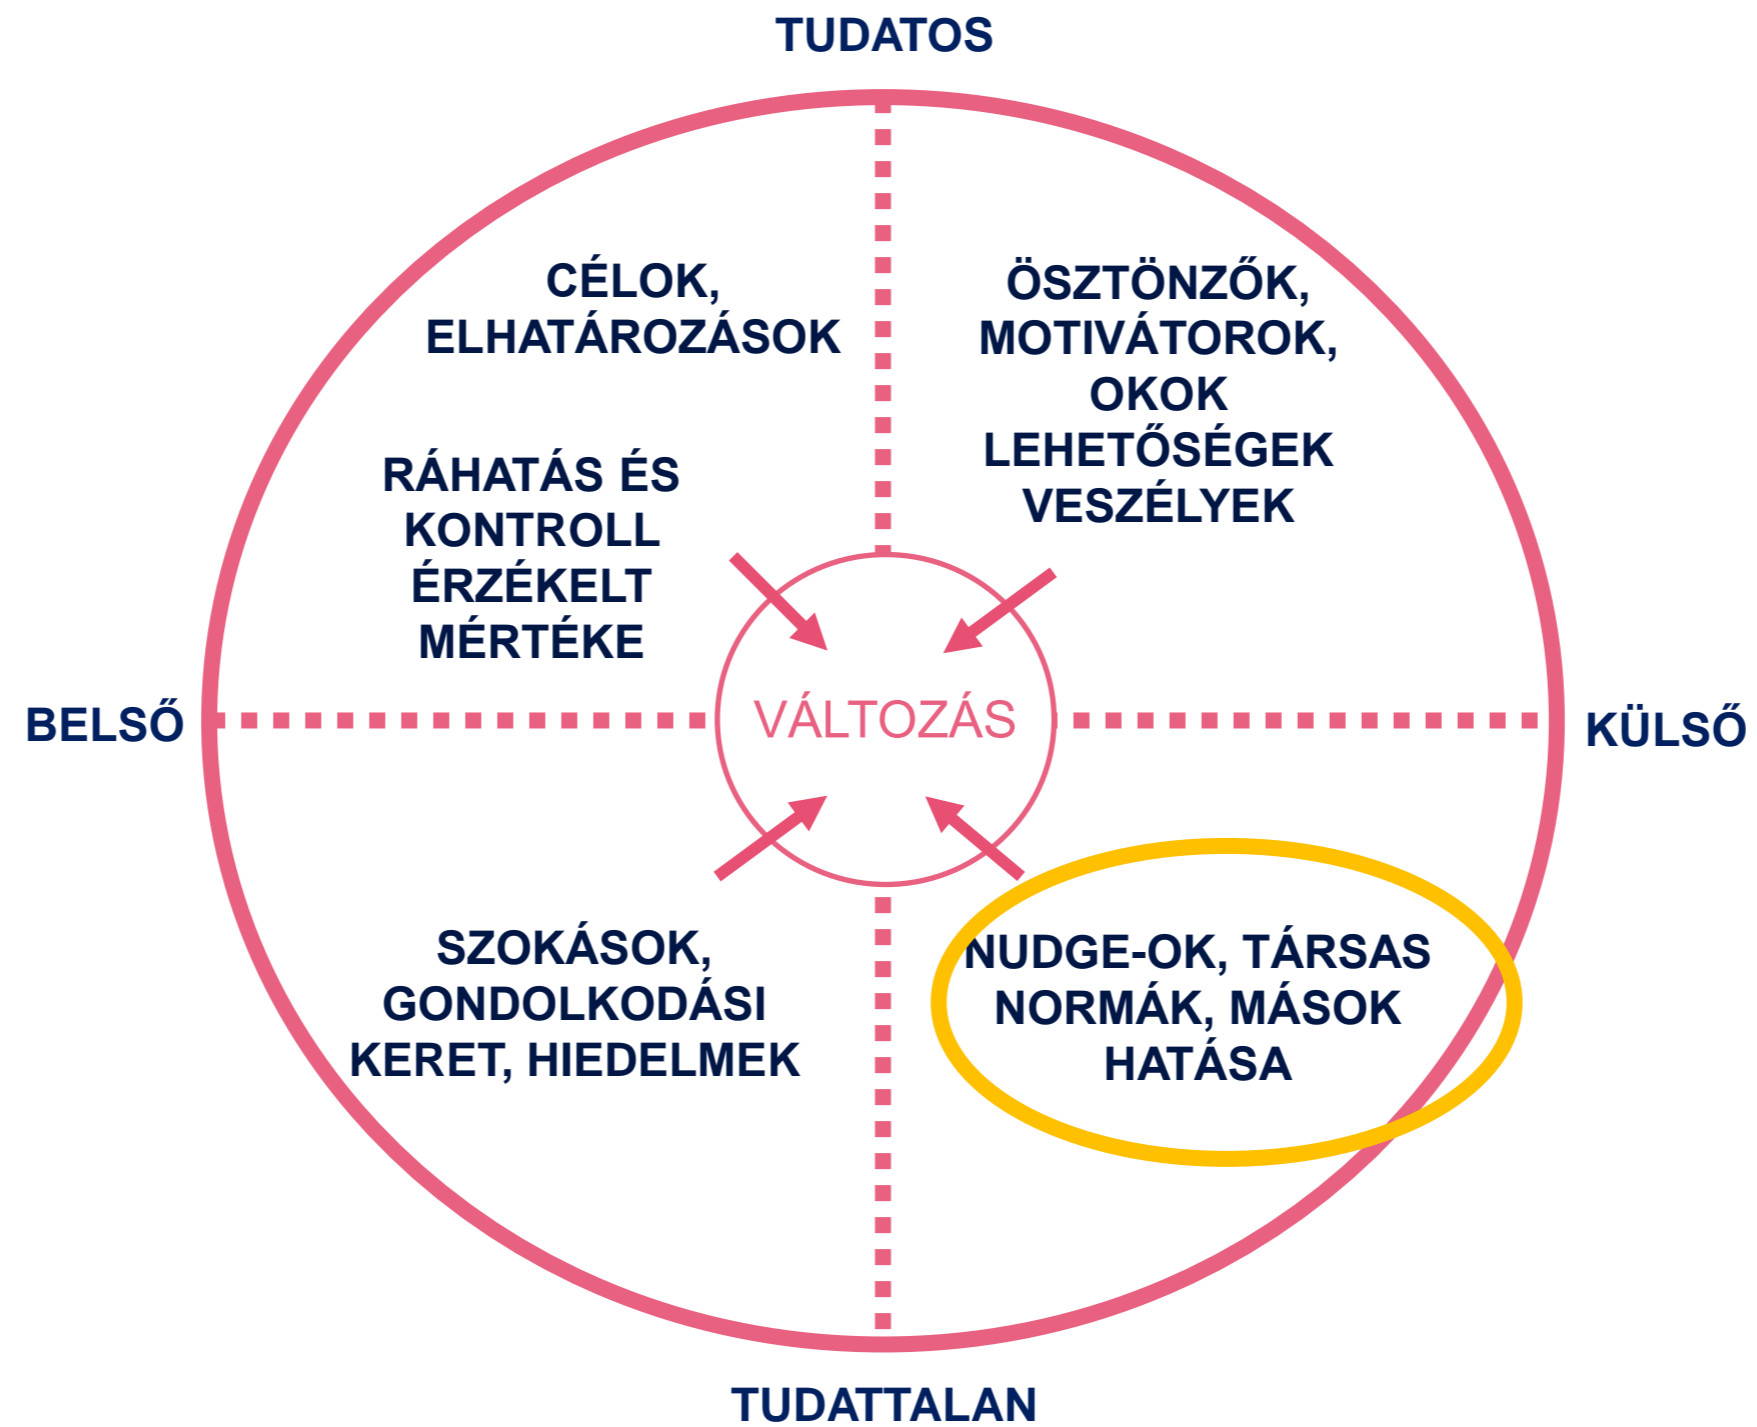 TUDATOS
CÉLOK,
ELHATÁROZÁSOK
RÁHATÁS ÉS
KONTROLL
ÉRZÉKELT
MÉRTÉKE
ÖSZTÖNZŐK,
MOTIVÁTOROK,
OKOK
LEHETŐSÉGEK
VESZÉLYEK
BELSŐ
VÁLTOZÁS
KÜLSŐ
SZOKÁSOK,
GONDOLKODÁSI
KERET, HIEDELMEK
NUDGE-OK, TÁRSAS
NORMÁK, MÁSOK
HATÁSA
TUDATTALAN